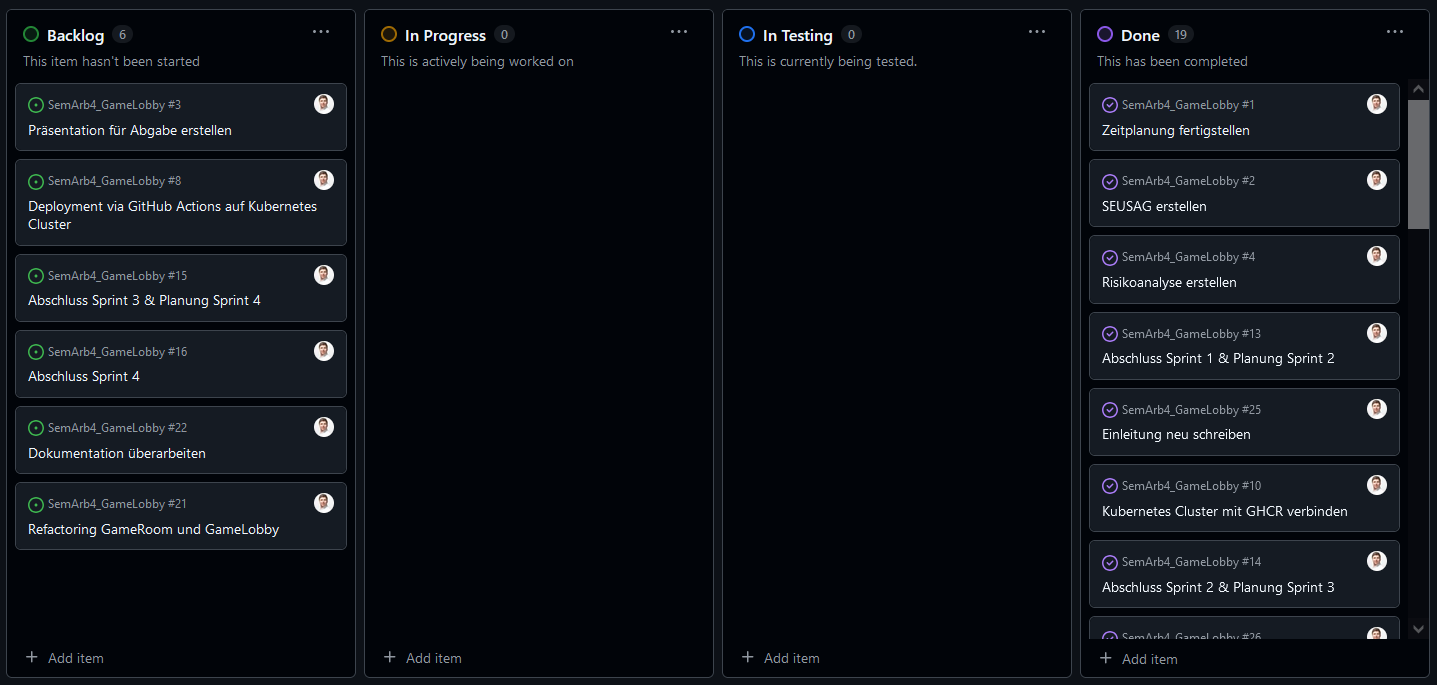 Backlog 6
This item hasn't been started
SemArb4_GameLobby #3
Präsentation für Abgabe erstellen
SemArb4_GameLobby #8
Deployment via GitHub Actions auf Kubernetes
Cluster
SemArb4_GameLobby #15
Abschluss Sprint 3 & Planung Sprint 4
SemArb4_GameLobby #16
Abschluss Sprint 4
SemArb4_GameLobby #22
Dokumentation überarbeiten
SemArb4_GameLobby #21
Refactoring GameRoom und GameLobby
Add item
In Progress 0
This is actively being worked on
Add item
In Testing 0
This is currently being tested.
Add item
Done 19
This has been completed
SemArb4_GameLobby #1
Zeitplanung fertigstellen
SemArb4_GameLobby #2
SEUSAG erstellen
SemArb4_GameLobby #4
Risikoanalyse erstellen
SemArb4_GameLobby #13
Abschluss Sprint 1 & Planung Sprint 2
SemArb4_GameLobby #25
Einleitung neu schreiben
SemArb4_GameLobby #10
Kubernetes Cluster mit GHCR verbinden
SemArb4_GameLobby #14
Abschluss Sprint 2 & Planung Sprint 3
SemArb4_GameLobby #26
Add item